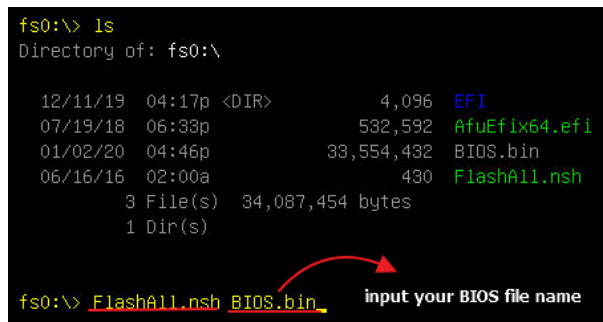 fs0:\> ls
Directory of: fs0:\
12/11/19 04:17p <DIR> 4,096 EFI
07/19/18 06:33p 532,592 AfuEfix64.efi
01/02/20 04:46p 33,554,432 BIOS.bin
06/16/16 02:00a 430 FlashAll.nsh
3 File(s) 34,087,454 bytes
1 Dir(s)
fs0:\> FlashAll.nsh BIOS.bin_ input your BIOS file name